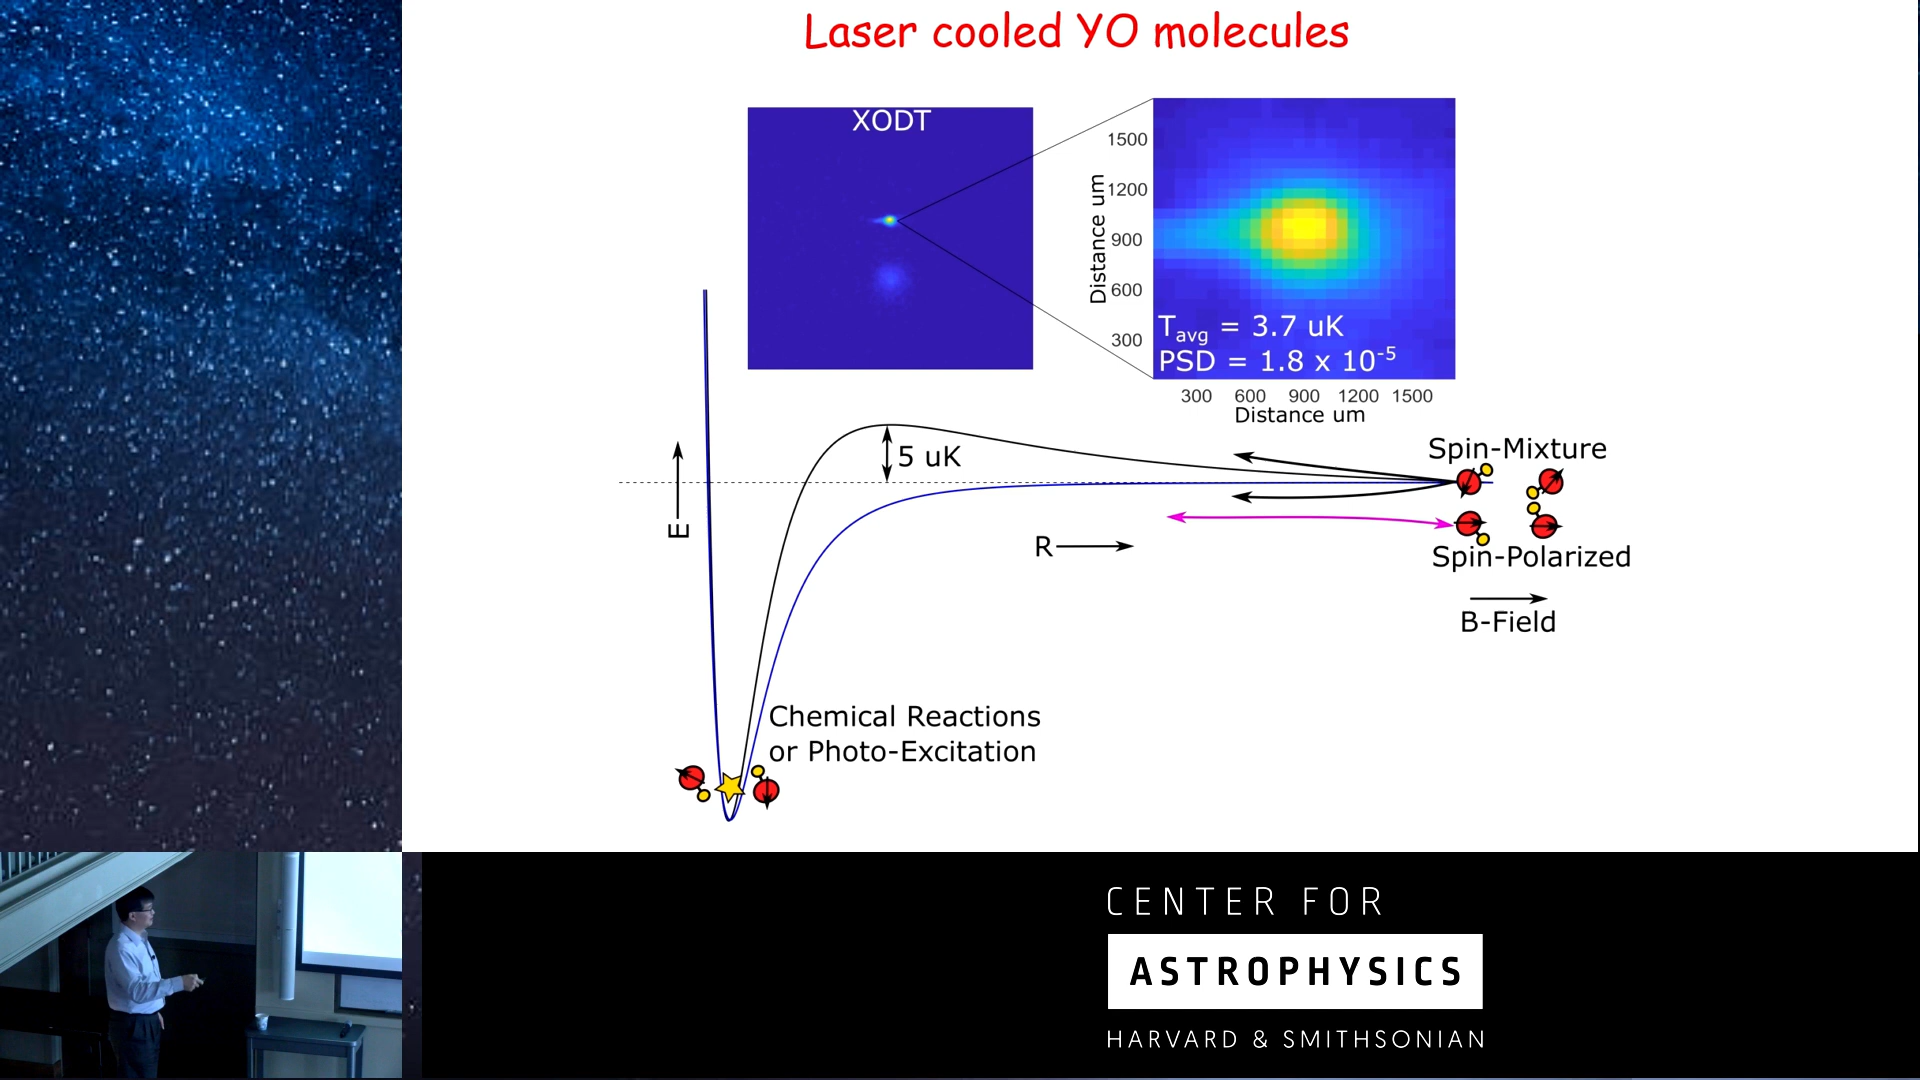 Laser cooled YO molecules
XODT
Distance um
1500
1200
900
600
300
Tavg = 3.7 uK
PSD = 1.8 x 10-5
300 600 900 1200 1500
Distance um
5 uK
E
R
Spin-Mixture
Spin-Polarized
B-Field
Chemical Reactions
or Photo-Excitation
CENTER FOR
ASTROPHYSICS
HARVARD & SMITHSONIAN